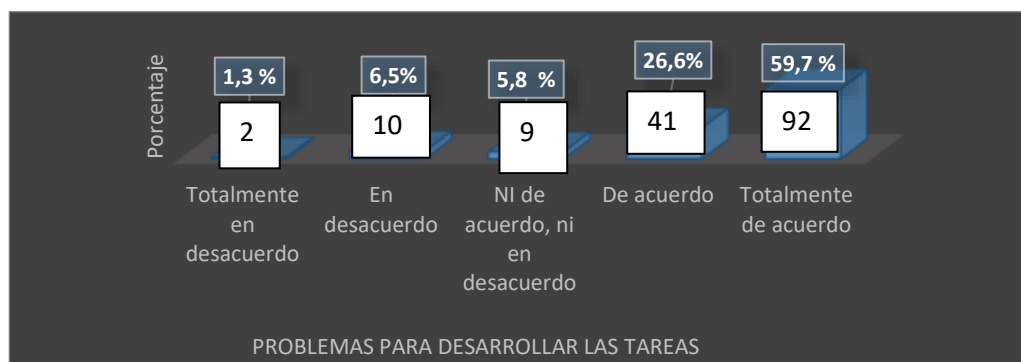 Porcentaje
1,3 %
6,5%
5,8 %
26,6%
59,7 %
2
10
9
41
92
Totalmente
en
desacuerdo
En
desacuerdo
NI de
acuerdo, ni
en
desacuerdo
De acuerdo
Totalmente
de acuerdo
PROBLEMAS PARA DESARROLLAR LAS TAREAS